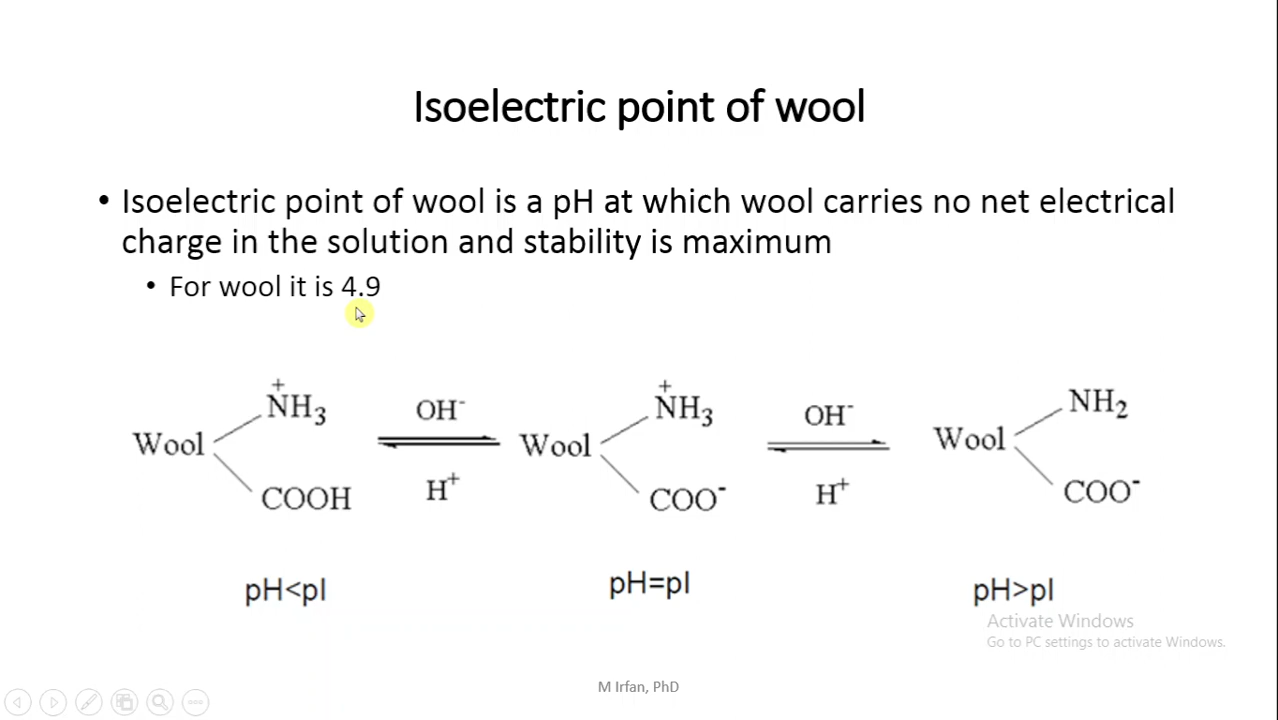 Isoelectric point of wool
• Isoelectric point of wool is a pH at which wool carries no net electrical
charge in the solution and stability is maximum
• For wool it is 4.9
Wool N⁺H₃ COOH
OH⁻
H⁺
Wool N⁺H₃ COO⁻
OH⁻
H⁺
Wool NH₂ COO⁻
pH<pI
pH=pI
pH>pI
Activate Windows
Go to PC settings to activate Windows.
M Irfan, PhD